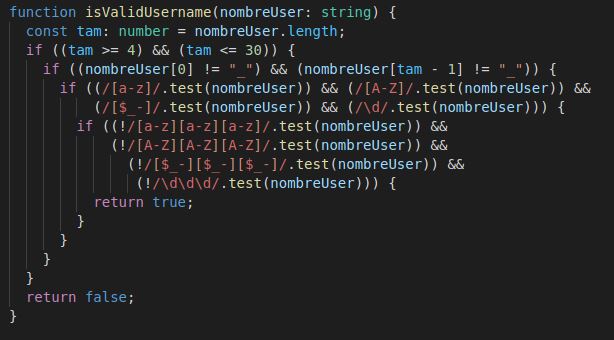 function isValidUsername(nombreUser: string) {
const tam: number = nombreUser.length;
if ((tam >= 4) && (tam <= 30)) {
if ((nombreUser[0] != "_") && (nombreUser[tam - 1] != "_")) {
if ((/[a-z]/.test(nombreUser)) && (/[A-Z]/.test(nombreUser)) &&
(/[$_-]/.test(nombreUser)) && (/\d/.test(nombreUser))) {
if ((!/[a-z][a-z][a-z]/.test(nombreUser)) &&
(!/[A-Z][A-Z][A-Z]/.test(nombreUser)) &&
(!/[$_-][$_-][$_-]/.test(nombreUser)) &&
(!/\d\d\d/.test(nombreUser))) {
return true;
}
}
}
}
return false;
}